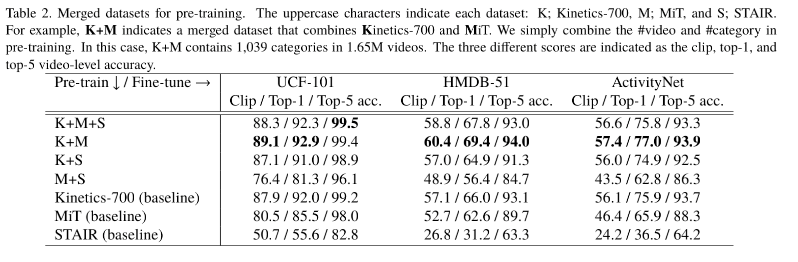 Table 2. Merged datasets for pre-training. The uppercase characters indicate each dataset: K; Kinetics-700, M; MiT, and S; STAIR.
For example, K+M indicates a merged dataset that combines Kinetics-700 and MiT. We simply combine the #video and #category in
pre-training. In this case, K+M contains 1,039 categories in 1.65M videos. The three different scores are indicated as the clip, top-1, and
top-5 video-level accuracy.
Pre-train ↓ / Fine-tune → UCF-101 HMDB-51 ActivityNet
Clip / Top-1 / Top-5 acc. Clip / Top-1 / Top-5 acc. Clip / Top-1 / Top-5 acc.
K+M+S 88.3 / 92.3 / 99.5 58.8 / 67.8 / 93.0 56.6 / 75.8 / 93.3
K+M 89.1 / 92.9 / 99.4 60.4 / 69.4 / 94.0 57.4 / 77.0 / 93.9
K+S 87.1 / 91.0 / 98.9 57.0 / 64.9 / 91.3 56.0 / 74.9 / 92.5
M+S 76.4 / 81.3 / 96.1 48.9 / 56.4 / 84.7 43.5 / 62.8 / 86.3
Kinetics-700 (baseline) 87.9 / 92.0 / 99.2 57.1 / 66.0 / 93.1 56.1 / 75.9 / 93.7
MiT (baseline) 80.5 / 85.5 / 98.0 52.7 / 62.6 / 89.7 46.4 / 65.9 / 88.3
STAIR (baseline) 50.7 / 55.6 / 82.8 26.8 / 31.2 / 63.3 24.2 / 36.5 / 64.2